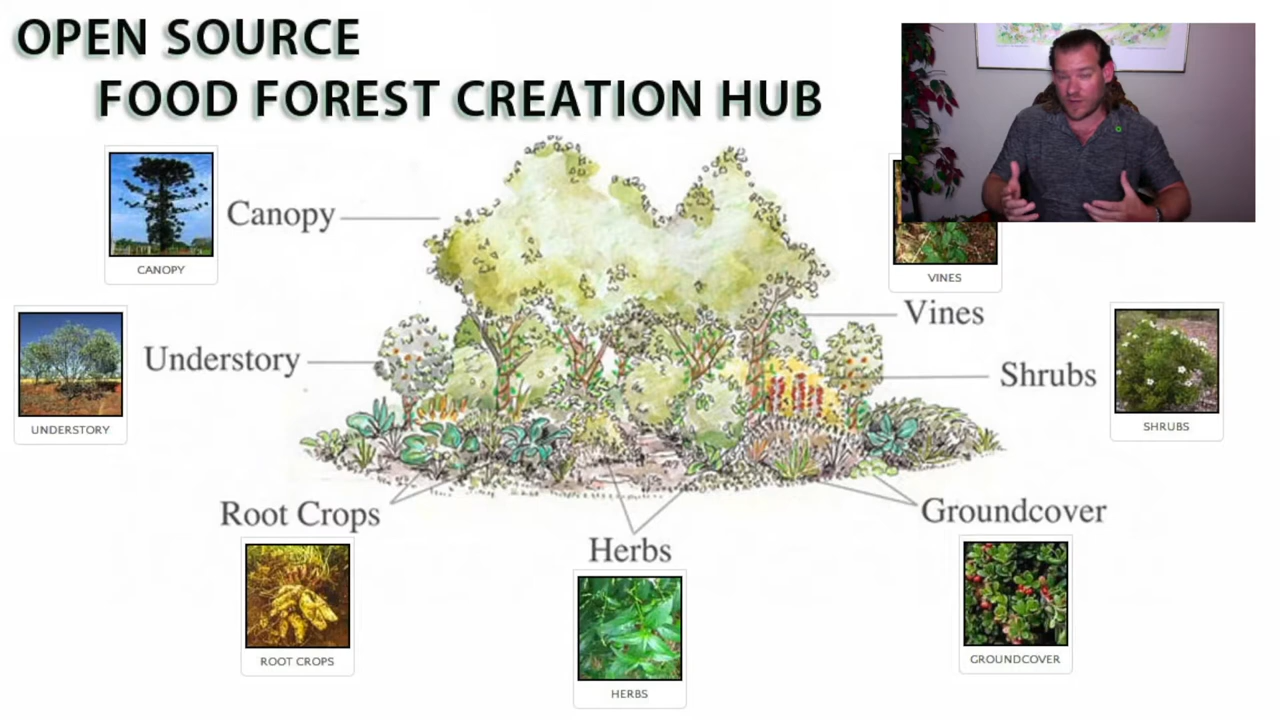 OPEN SOURCE
FOOD FOREST CREATION HUB
Canopy
CANOPY
VINES
Vines
Understory
UNDERSTORY
Shrubs
SHRUBS
Root Crops
ROOT CROPS
Herbs
HERBS
Groundcover
GROUNDCOVER